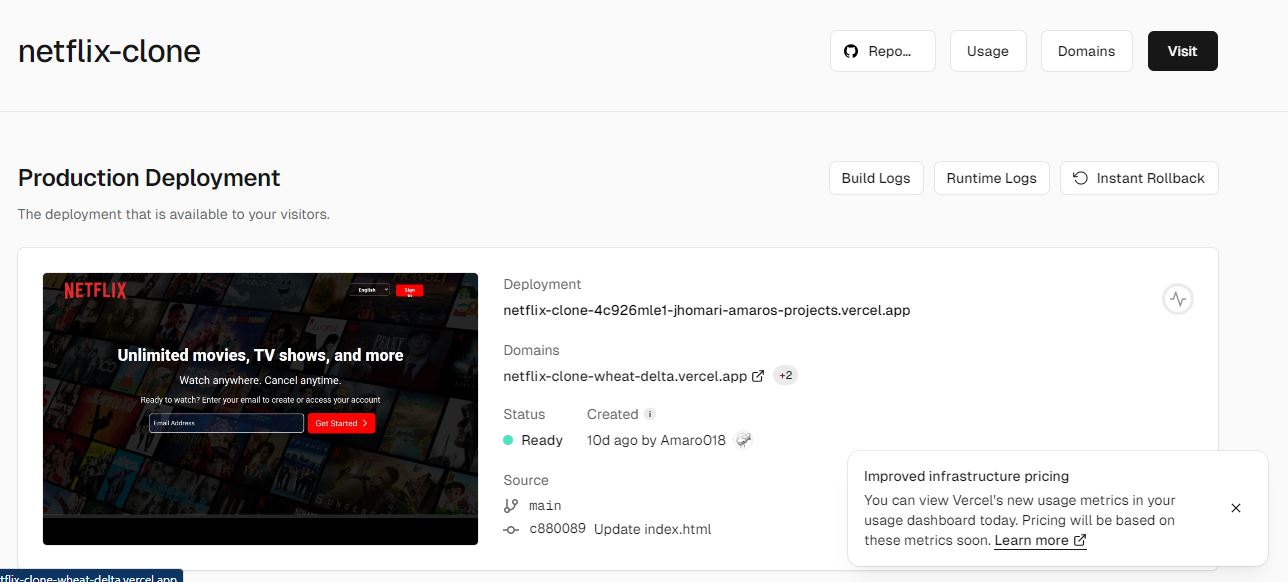 netflix-clone
Repo...
Usage
Domains
Visit
Production Deployment
Build Logs
Runtime Logs
Instant Rollback
The deployment that is available to your visitors.
NETFLIX
English
Sign In
Unlimited movies, TV shows, and more
Watch anywhere. Cancel anytime.
Ready to watch? Enter your email to create or access your account
Email Address
Get Started
Deployment
netflix-clone-4c926mle1-jhomari-amaros-projects.vercel.app
Domains
netflix-clone-wheat-delta.vercel.app
+2
Status
Created
Ready
10d ago by Amaro018
Source
main
c880089 Update index.html
Improved infrastructure pricing
You can view Vercel's new usage metrics in your
usage dashboard today. Pricing will be based on
these metrics soon. Learn more
tflix-clone-wheat-delta.vercel.app